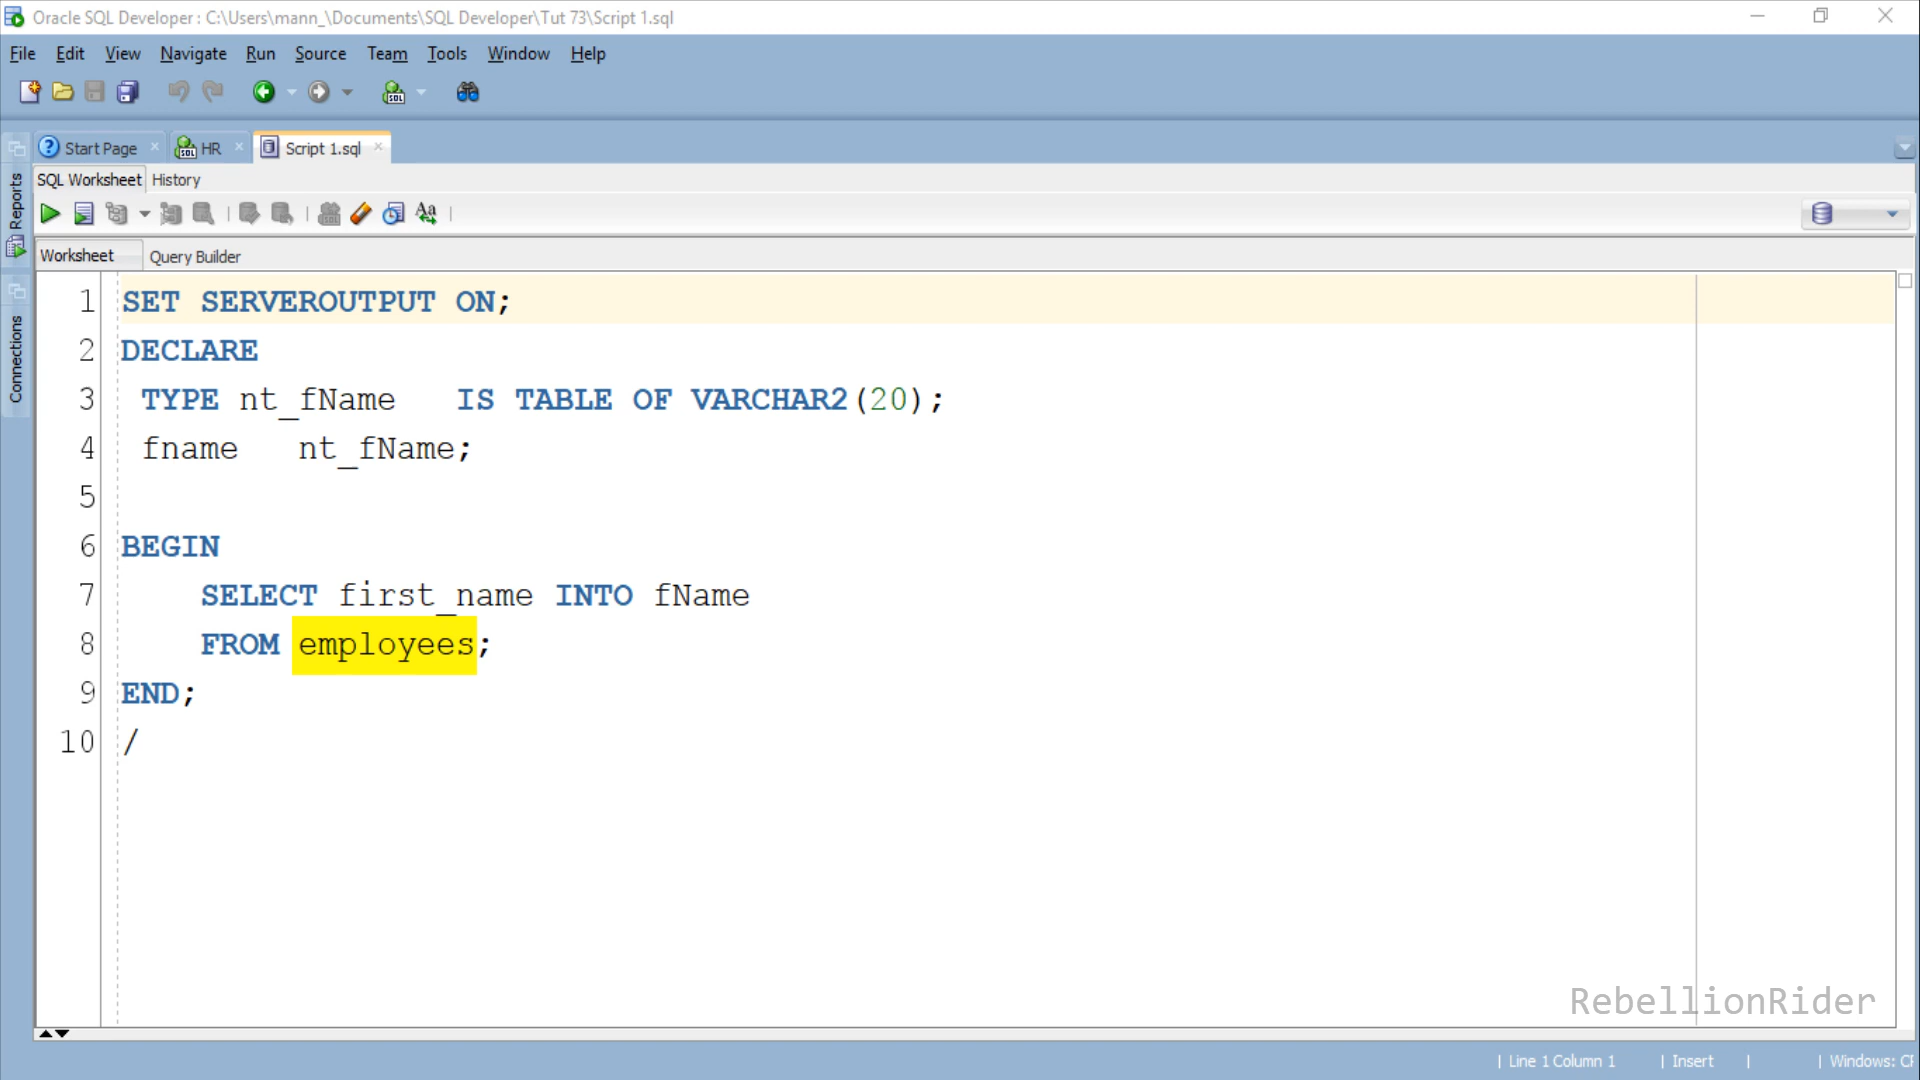 Oracle SQL Developer : C:\Users\mann_\Documents\SQL Developer\Tut 73\Script 1.sql
File Edit View Navigate Run Source Team Tools Window Help
Start Page HR Script 1.sql
SQL Worksheet History
Worksheet Query Builder
Reports
Connections
1 SET SERVEROUTPUT ON;
2 DECLARE
3 TYPE nt_fName IS TABLE OF VARCHAR2(20);
4 fname nt_fName;
5
6 BEGIN
7 SELECT first_name INTO fName
8 FROM employees;
9 END;
10 /
RebellionRider
| Line 1 Column 1 | Insert | | Windows: